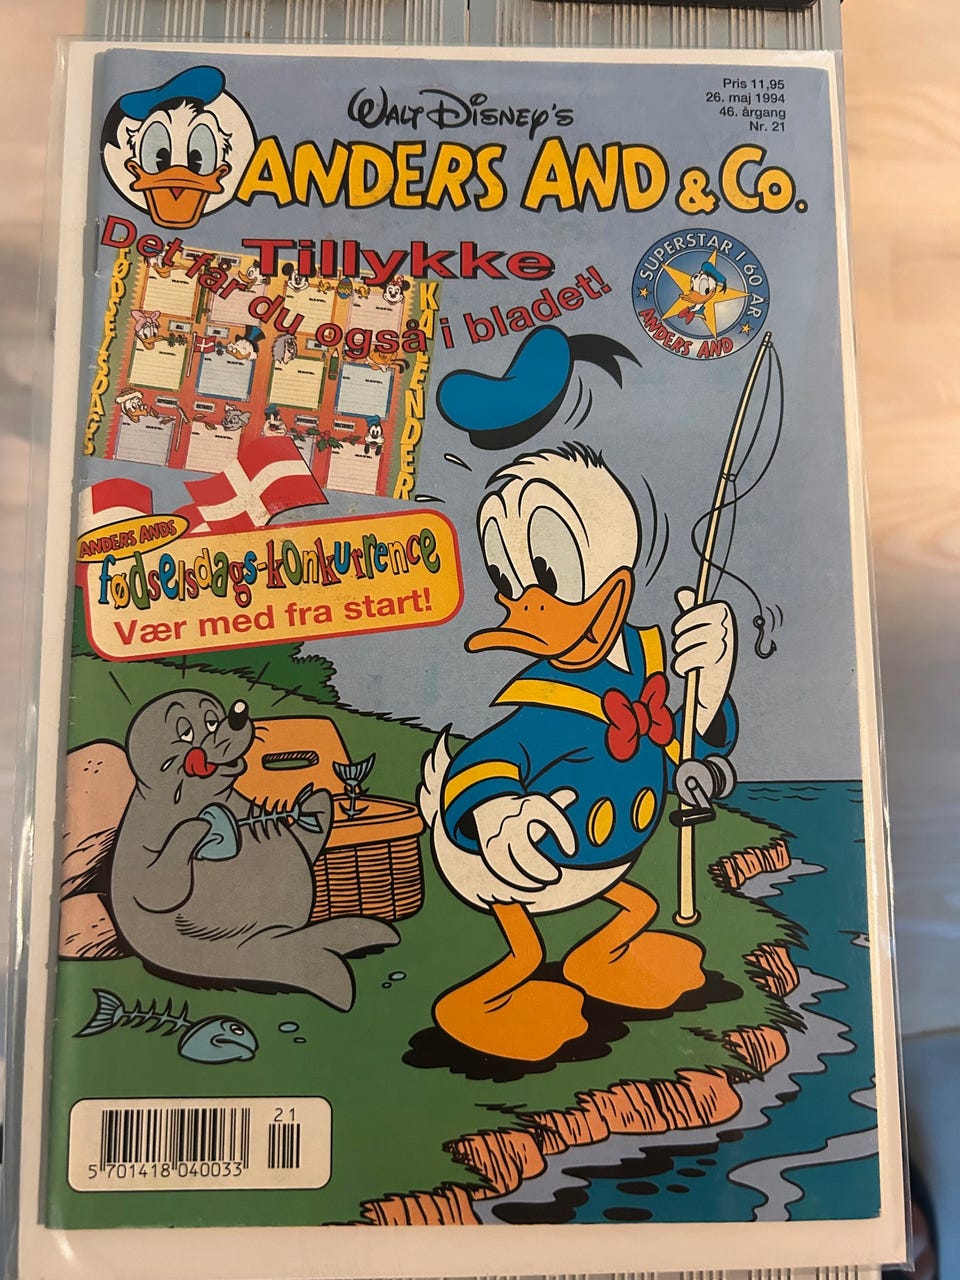 Pris 11,95
26. maj 1994
46. årgang
Nr. 21
WALT DISNEY'S
ANDERS AND & Co.
Tillykke
Det får du også i bladet!
SUPERSTAR I 60 ÅR
ANDERS AND
FØDSELSDAGS
KALENDER
ANDERS ANDS
fødselsdags-konkurrence
Vær med fra start!
21
5 701418 040033